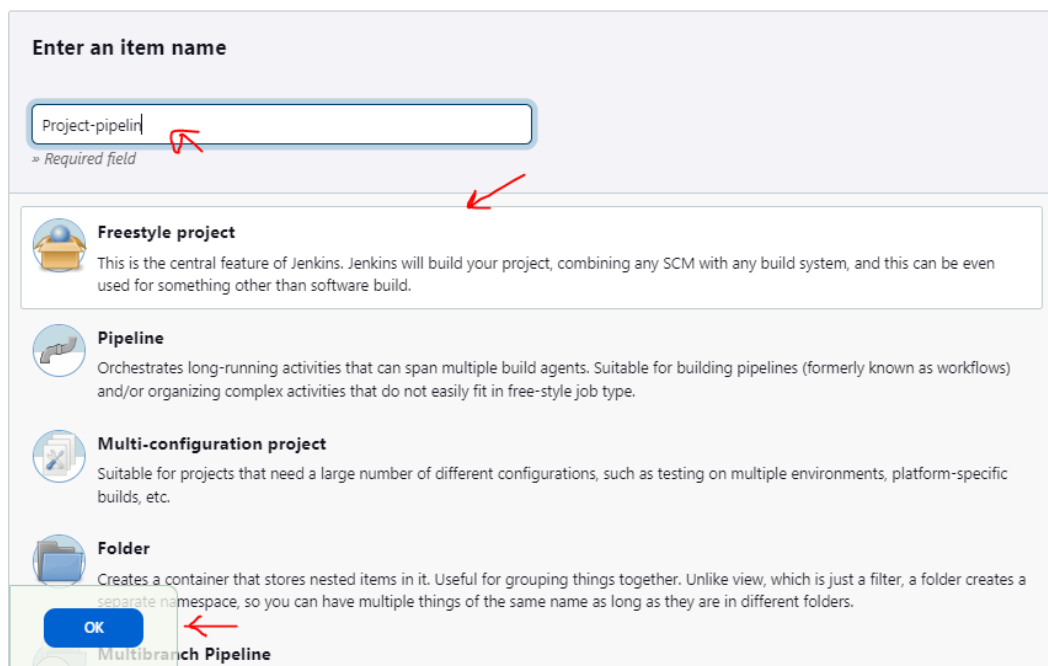 Enter an item name
Project-pipelin
» Required field
Freestyle project
This is the central feature of Jenkins. Jenkins will build your project, combining any SCM with any build system, and this can be even
used for something other than software build.
Pipeline
Orchestrates long-running activities that can span multiple build agents. Suitable for building pipelines (formerly known as workflows)
and/or organizing complex activities that do not easily fit in free-style job type.
Multi-configuration project
Suitable for projects that need a large number of different configurations, such as testing on multiple environments, platform-specific
builds, etc.
Folder
Creates a container that stores nested items in it. Useful for grouping things together. Unlike view, which is just a filter, a folder creates a
separate namespace, so you can have multiple things of the same name as long as they are in different folders.
OK
Multibranch Pipeline